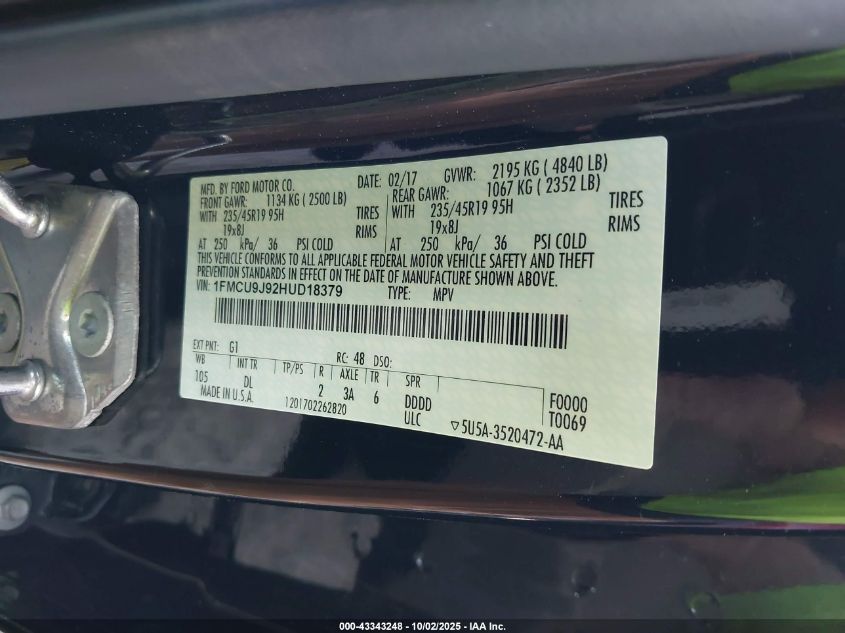 MFD. BY FORD MOTOR CO. DATE: 02/17 GVWR: 2195 KG ( 4840 LB)
FRONT GAWR: 1134 KG ( 2500 LB) REAR GAWR: 1067 KG ( 2352 LB)
WITH 235/45R19 95H TIRES WITH 235/45R19 95H TIRES
19x8J RIMS 19x8J RIMS
AT 250 kPa/ 36 PSI COLD AT 250 kPa/ 36 PSI COLD
THIS VEHICLE CONFORMS TO ALL APPLICABLE FEDERAL MOTOR VEHICLE SAFETY AND THEFT
PREVENTION STANDARDS IN EFFECT ON THE DATE OF MANUFACTURE SHOWN ABOVE.
VIN: 1FMCU9J92HUD18379 TYPE: MPV
EXT PNT: G1 RC: 48 DSO:
WB INT TR TP/PS R AXLE TR SPR
105 DL 2 3A 6 DDDD F0000
MADE IN U.S.A. 1201702262820 ULC T0069
▽5U5A-3520472-AA
000-43343248 - 10/02/2025 - IAA Inc.